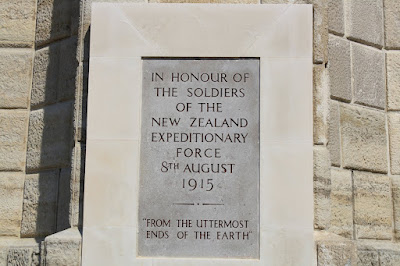 IN HONOUR OF
THE SOLDIERS
OF THE
NEW ZEALAND
EXPEDITIONARY
FORCE
8TH AUGUST
1915
"FROM THE UTTERMOST
ENDS OF THE EARTH"